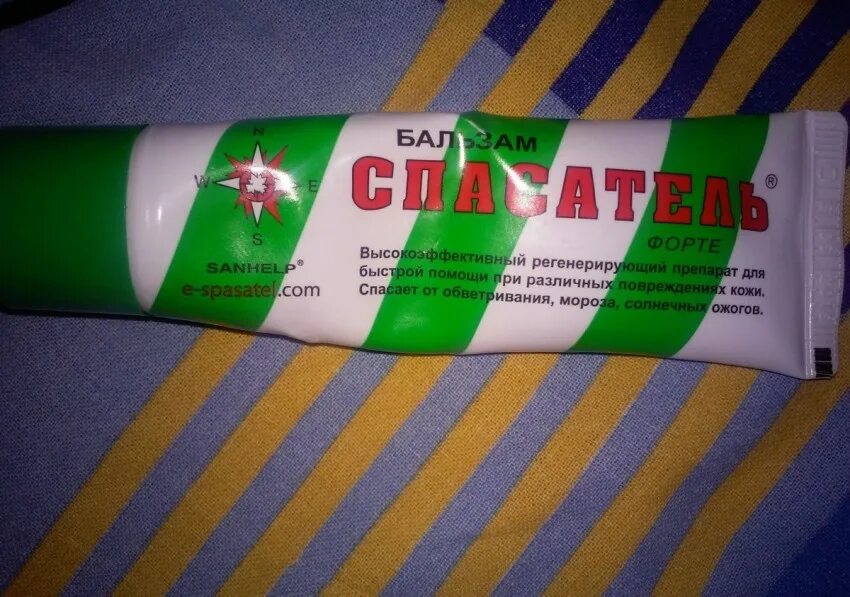 N
W E
S
SANHELP®
e-spasatel.com
БАЛЬЗАМ
СПАСАТЕЛЬ®
ФОРТЕ
Высокоэффективный регенерирующий препарат для
быстрой помощи при различных повреждениях кожи.
Спасает от обветривания, мороза, солнечных ожогов.